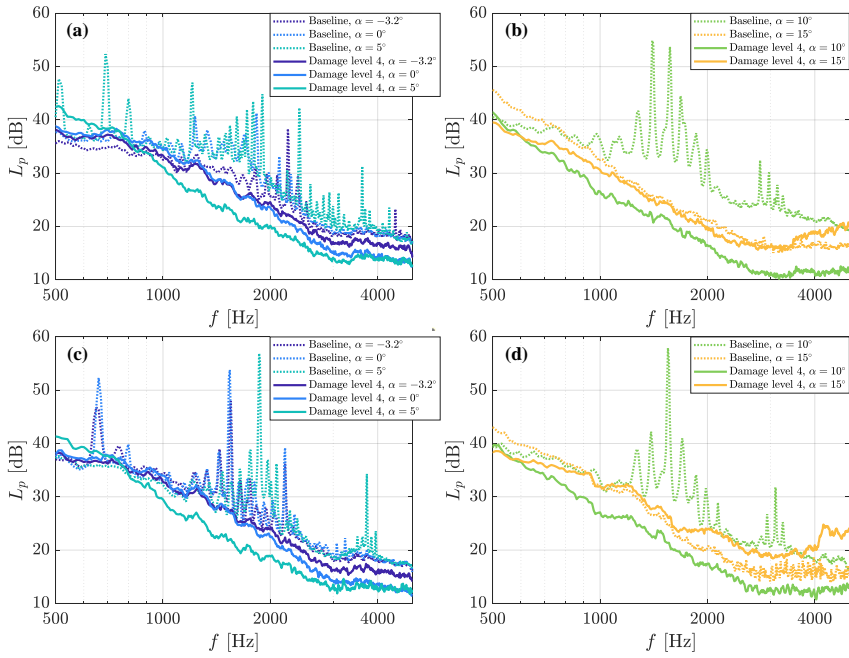 (a)
Baseline, α = −3.2°
Baseline, α = 0°
Baseline, α = 5°
Damage level 4, α = −3.2°
Damage level 4, α = 0°
Damage level 4, α = 5°
60
50
40
30
20
10
L_p [dB]
500 1000 2000 4000
f [Hz]
(b)
Baseline, α = 10°
Baseline, α = 15°
Damage level 4, α = 10°
Damage level 4, α = 15°
60
50
40
30
20
10
L_p [dB]
500 1000 2000 4000
f [Hz]
(c)
Baseline, α = −3.2°
Baseline, α = 0°
Baseline, α = 5°
Damage level 4, α = −3.2°
Damage level 4, α = 0°
Damage level 4, α = 5°
60
50
40
30
20
10
L_p [dB]
500 1000 2000 4000
f [Hz]
(d)
Baseline, α = 10°
Baseline, α = 15°
Damage level 4, α = 10°
Damage level 4, α = 15°
60
50
40
30
20
10
L_p [dB]
500 1000 2000 4000
f [Hz]